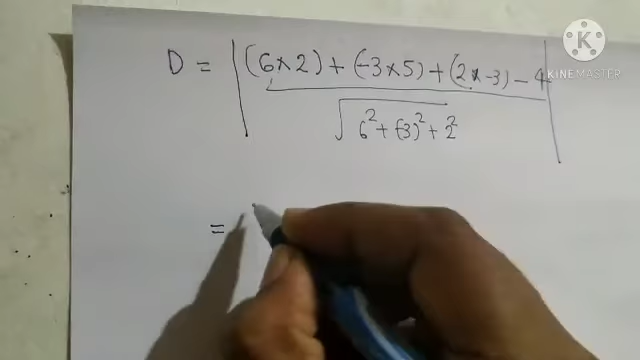 D = | (6×2) + (-3×5) + (2×-3) - 4 |
√6² + (-3)² + 2²
=
KINEMASTER